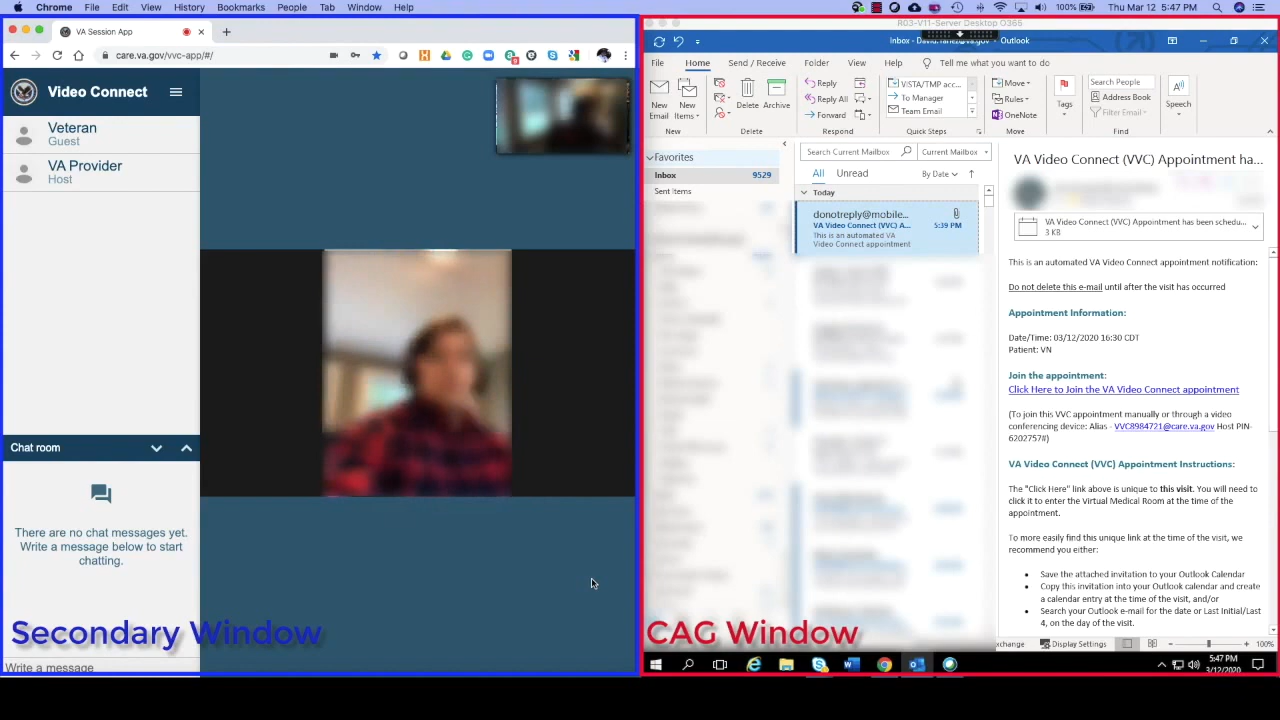 Chrome File Edit View History Bookmarks People Tab Window Help 100% Thu Mar 12 5:47 PM
VA Session App
care.va.gov/vvc-app/#/
Video Connect
Veteran
Guest
VA Provider
Host
Chat room
There are no chat messages yet.
Write a message below to start
chatting.
Secondary Window
Write a message
R03-V11-Server Desktop O365
Outlook
File Home Send / Receive Folder View Help Tell me what you want to do
New
Email
New
Items
Delete
Archive
Reply
Reply All
Forward
VISTA/TMP acc...
To Manager
Team Email
Move
Rules
OneNote
Tags
Search People
Address Book
Filter Email
Speech
New Delete Respond Quick Steps Move Find
Favorites
Inbox 9529
Sent Items
Search Current Mailbox Current Mailbox
All Unread By Date
Today
donotreply@mobile...
VA Video Connect (VVC) A... 5:39 PM
This is an automated VA
Video Connect appointment
VA Video Connect (VVC) Appointment ha...
VA Video Connect (VVC) Appointment has been schedu...
3 KB
This is an automated VA Video Connect appointment notification:
Do not delete this e-mail until after the visit has occurred
Appointment Information:
Date/Time: 03/12/2020 16:30 CDT
Patient: VN
Join the appointment:
Click Here to Join the VA Video Connect appointment
(To join this VVC appointment manually or through a video
conferencing device: Alias - VVC8984721@care.va.gov Host PIN-
6202757#)
VA Video Connect (VVC) Appointment Instructions:
The "Click Here" link above is unique to this visit. You will need to
click it to enter the Virtual Medical Room at the time of the
appointment.
To more easily find this unique link at the time of the visit, we
recommend you either:
• Save the attached invitation to your Outlook Calendar
• Copy this invitation into your Outlook calendar and create
a calendar entry at the time of the visit, and/or
• Search your Outlook e-mail for the date or Last Initial/Last
4, on the day of the visit.
CAG Window
xchange Display Settings 100%
5:47 PM
3/12/2020